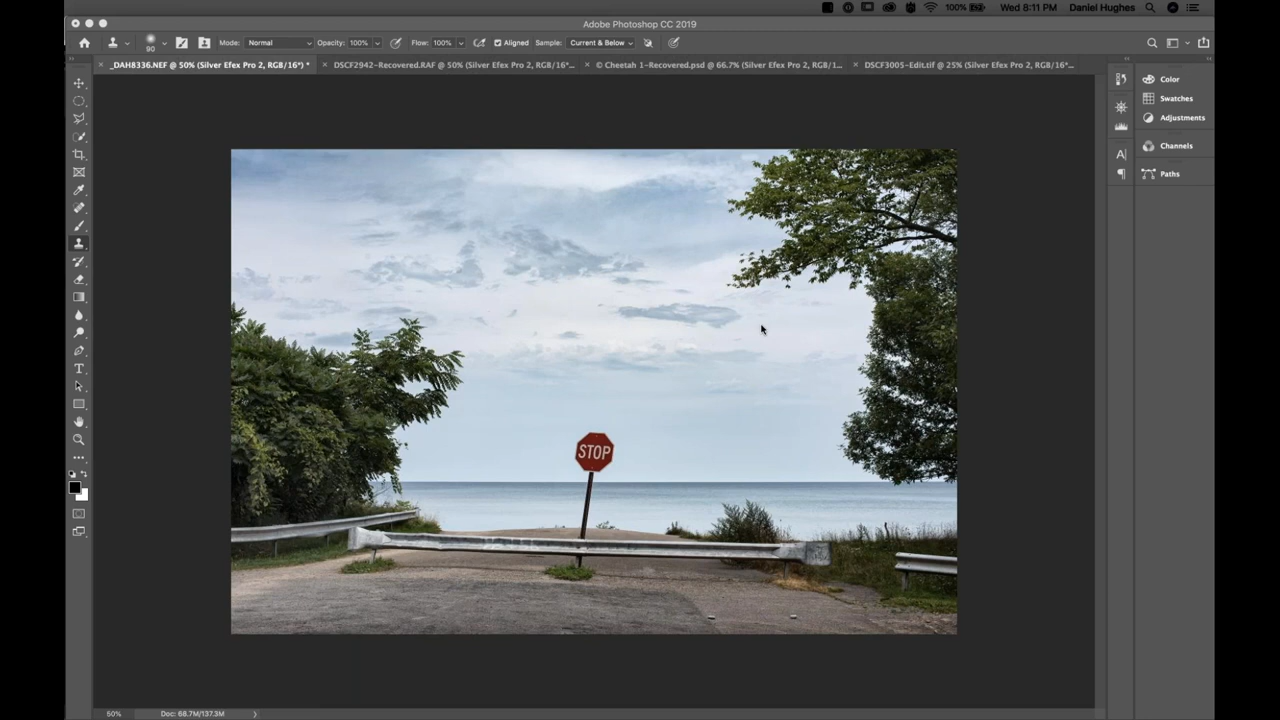 100% Wed 8:11 PM Daniel Hughes
Adobe Photoshop CC 2019
90 Mode: Normal Opacity: 100% Flow: 100% Aligned Sample: Current & Below
_DAH8336.NEF @ 50% (Silver Efex Pro 2, RGB/16*) * DSCF2942-Recovered.RAF @ 50% (Silver Efex Pro 2, RGB/16*... © Cheetah 1-Recovered.psd @ 66.7% (Silver Efex Pro 2, RGB/1... DSCF3005-Edit.tif @ 25% (Silver Efex Pro 2, RGB/16*...
Color
Swatches
Adjustments
Channels
Paths
STOP
50% Doc: 68.7M/137.3M